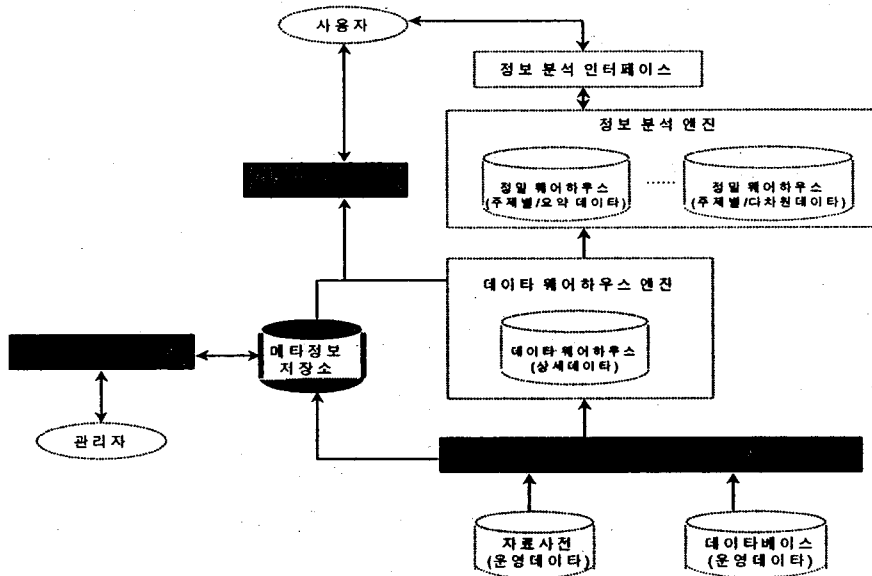 사용자
정보 분석 인터페이스
정보 분석 엔진
정밀 웨어하우스
(주제별/요약 데이타)
......
정밀 웨어하우스
(주제별/다차원데이타)
데이타 웨어하우스 엔진
데이타 웨어하우스
(상세데이타)
메타정보
저장소
관리자
자료사전
(운영데이타)
데이타베이스
(운영데이타)